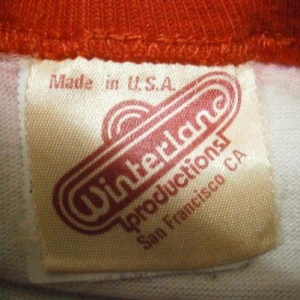 Made in U.S.A.
Winterland
productions
San Francisco CA